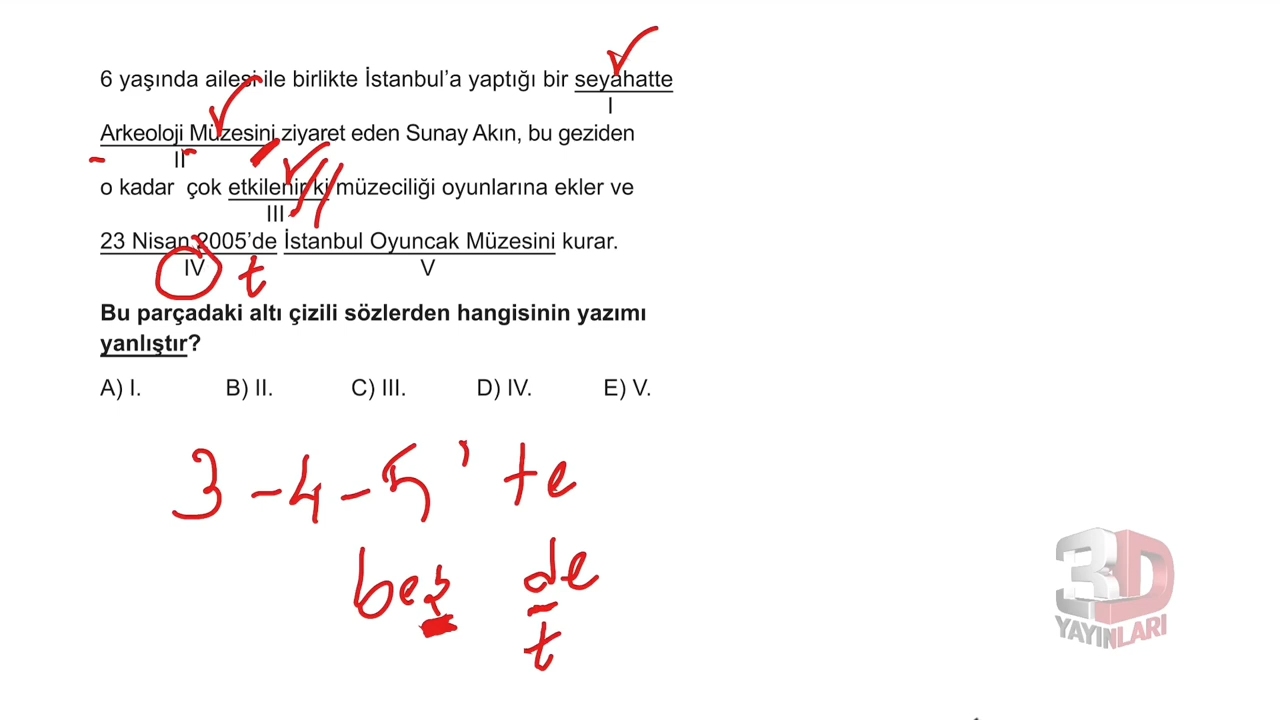 6 yaşında ailesi ile birlikte İstanbul'a yaptığı bir seyahatte
I
Arkeoloji Müzesini ziyaret eden Sunay Akın, bu geziden
II
o kadar çok etkilenir ki müzeciliği oyunlarına ekler ve
III
23 Nisan 2005'de İstanbul Oyuncak Müzesini kurar.
IV t V
Bu parçadaki altı çizili sözlerden hangisinin yazımı
yanlıştır?
A) I. B) II. C) III. D) IV. E) V.
3 - 4 - 5 ' te
beş de
t
3D
YAYINLARI